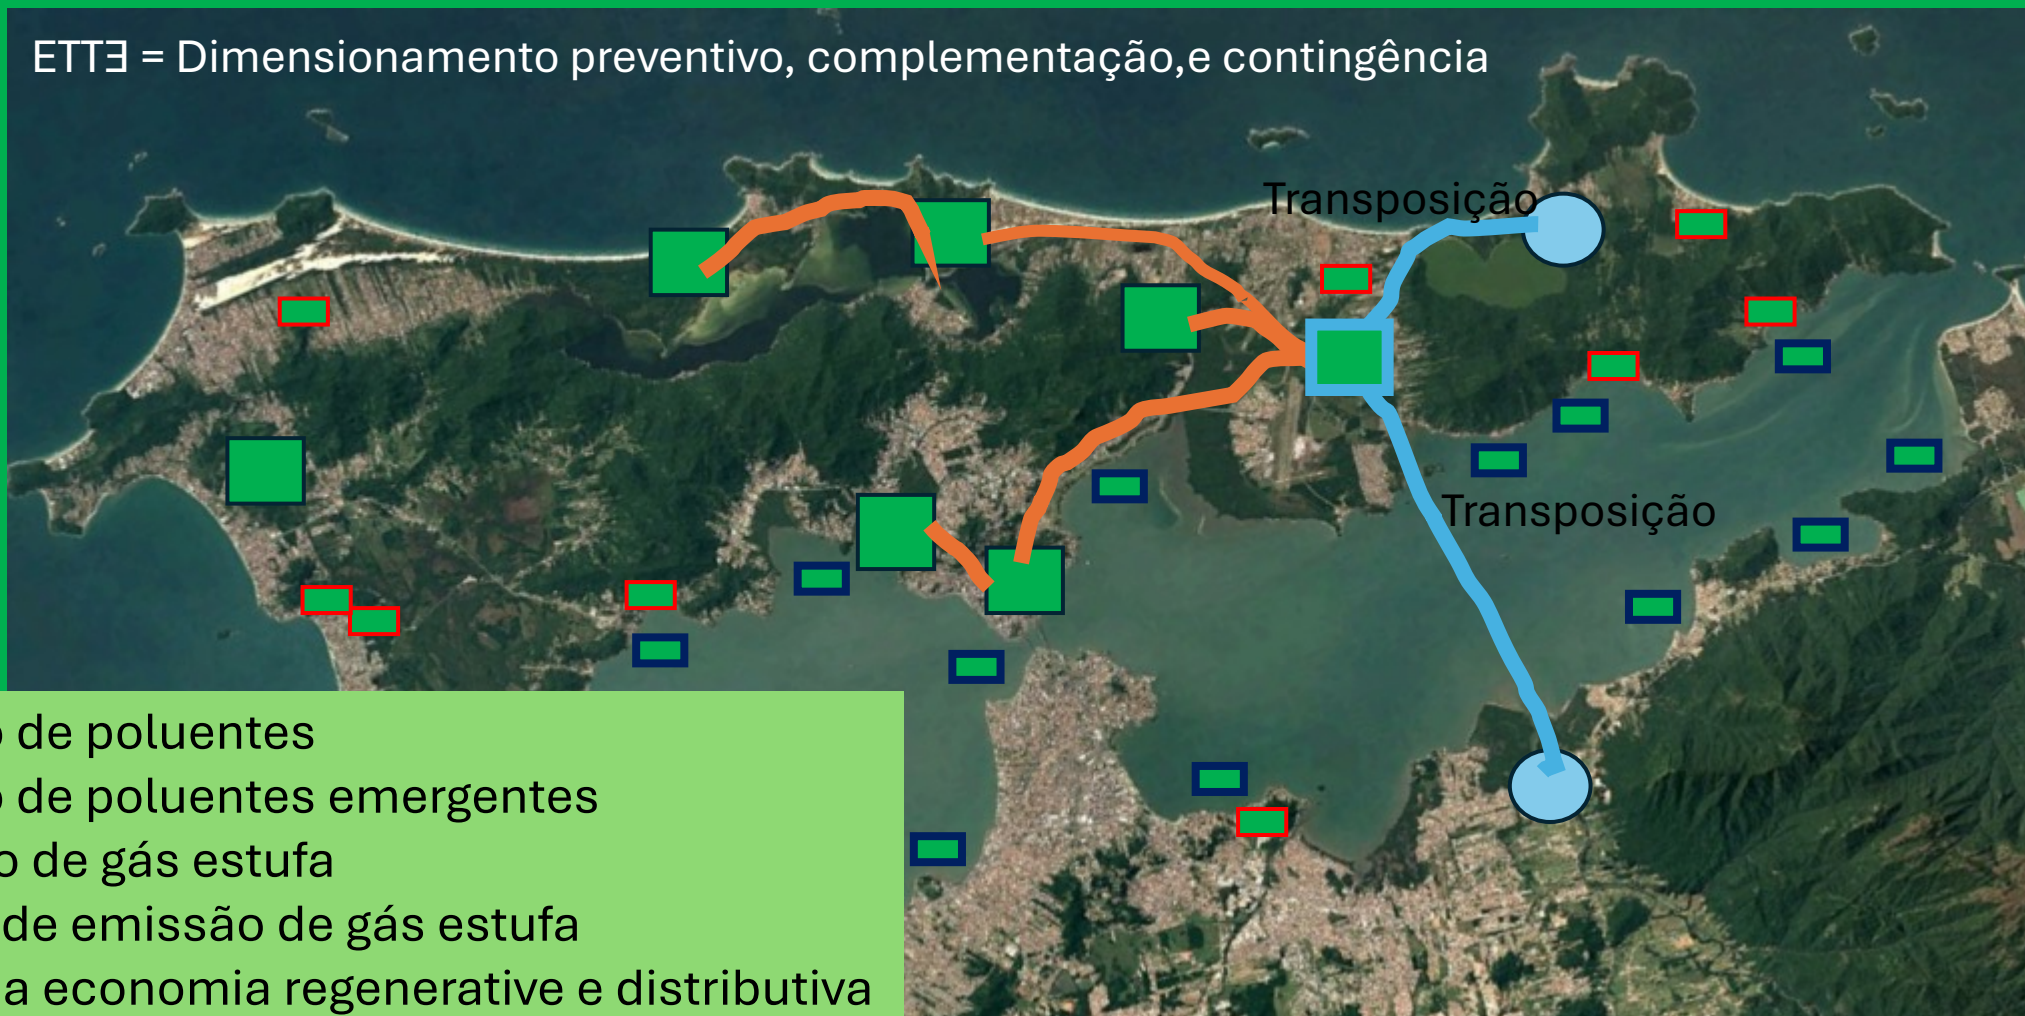 ETTƎ = Dimensionamento preventivo, complementação,e contingência
Transposição
Transposição
de poluentes
de poluentes emergentes
o de gás estufa
de emissão de gás estufa
a economia regenerative e distributiva